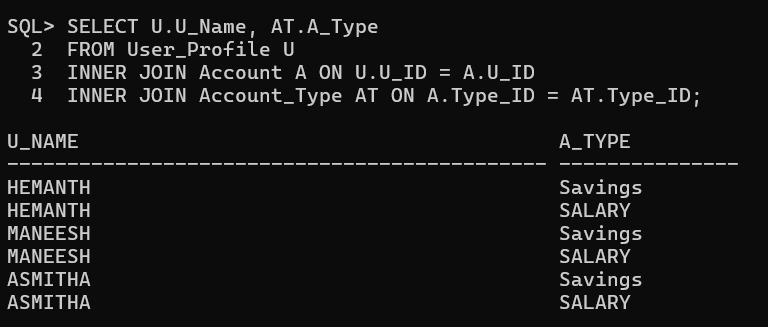 SQL> SELECT U.U_Name, AT.A_Type
  2  FROM User_Profile U
  3  INNER JOIN Account A ON U.U_ID = A.U_ID
  4  INNER JOIN Account_Type AT ON A.Type_ID = AT.Type_ID;

U_NAME                                        A_TYPE
--------------------------------------------- ---------------
HEMANTH                                       Savings
HEMANTH                                       SALARY
MANEESH                                       Savings
MANEESH                                       SALARY
ASMITHA                                       Savings
ASMITHA                                       SALARY